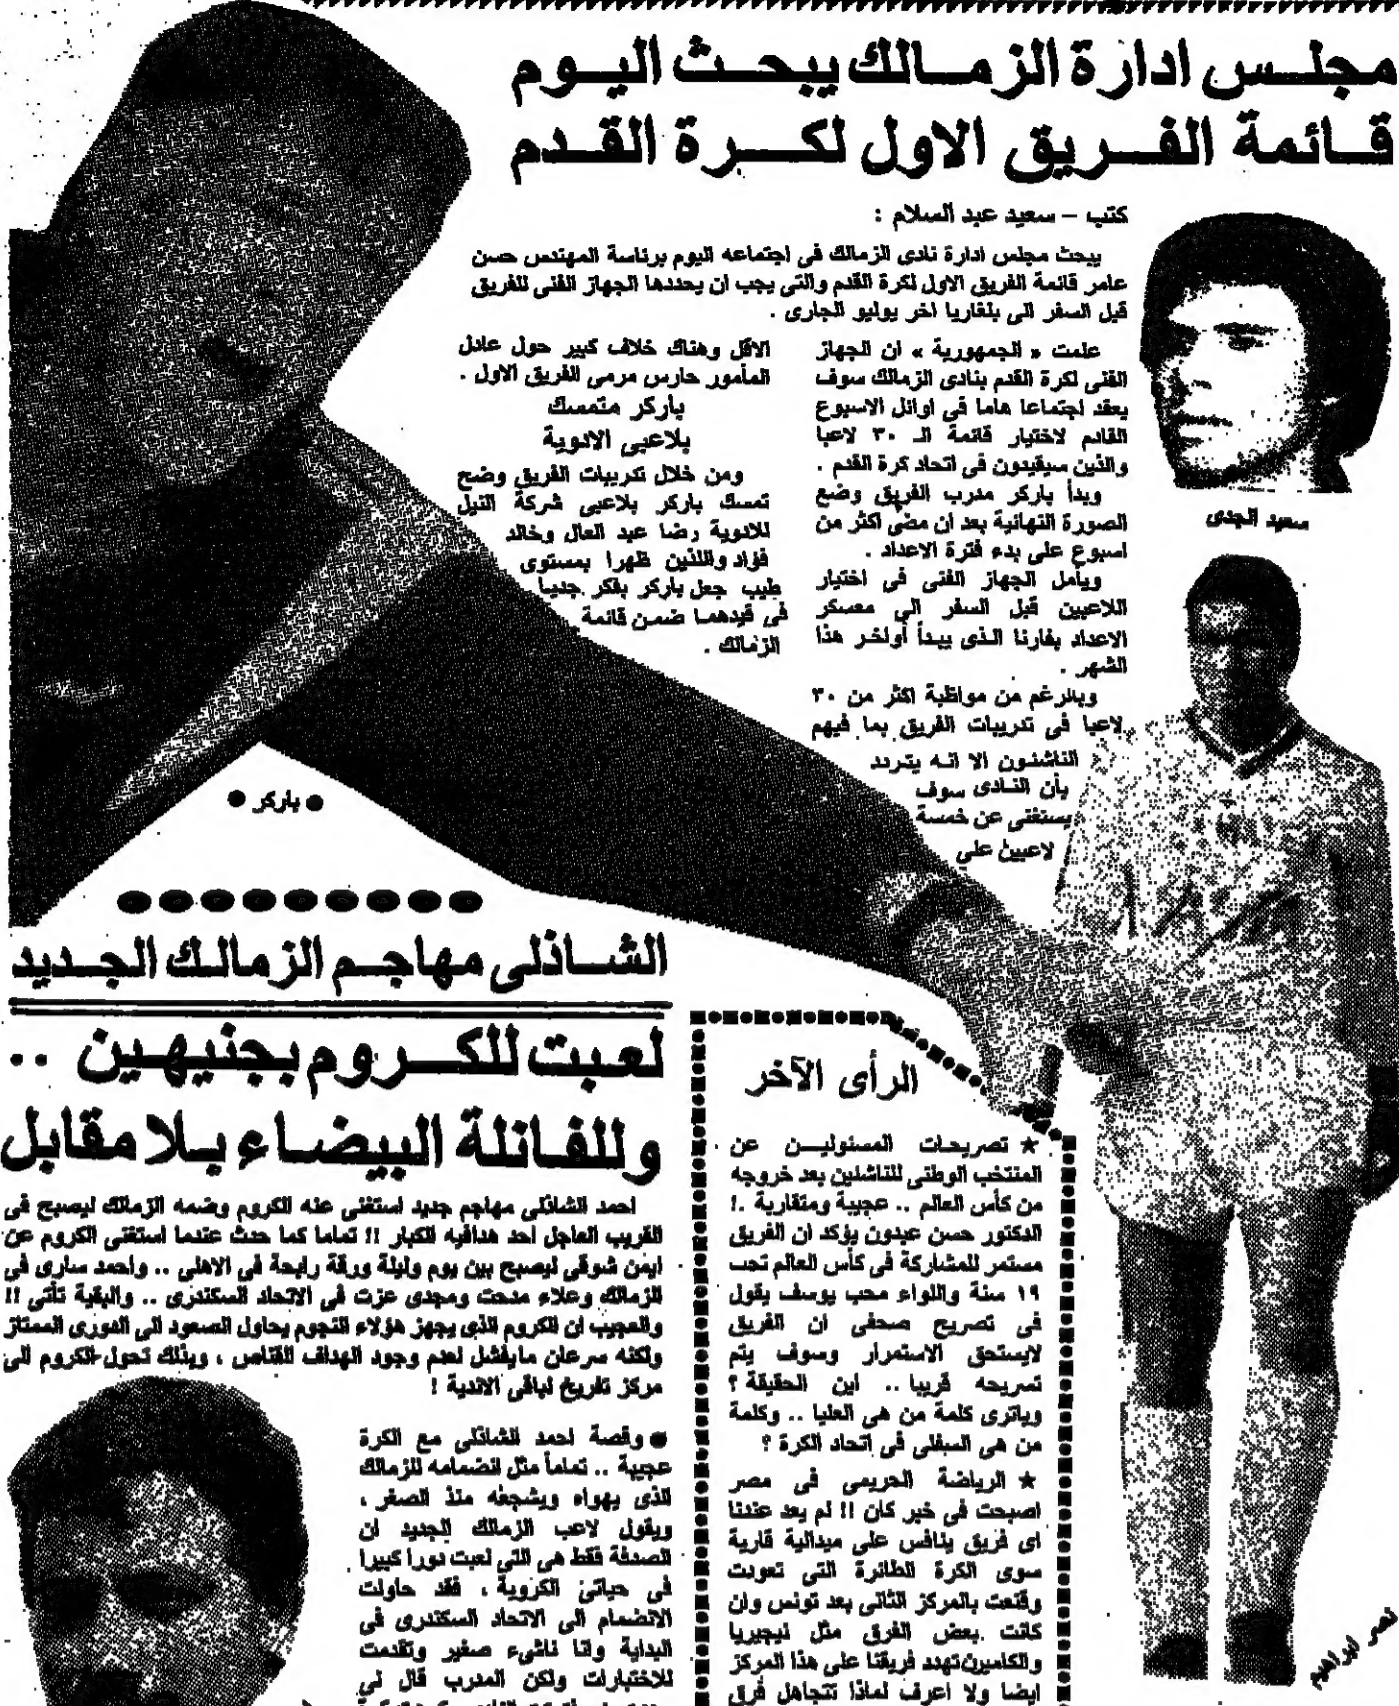 مجلس ادارة الزمالك يبحث اليوم
قائمة الفريق الاول لكرة القدم
كتب – سعيد عبد السلام :
يبحث مجلس ادارة نادى الزمالك فى اجتماعه اليوم برئاسة المهندس حسن
عامر قائمة الفريق الاول لكرة القدم والتى يجب ان يحددها الجهاز الفنى للفريق
قبل السفر الى بلغاريا اخر يوليو الجارى .
علمت « الجمهورية » ان الجهاز
الفنى لكرة القدم بنادى الزمالك سوف
يعقد اجتماعا هاما فى اوائل الاسبوع
القادم لاختيار قائمة الـ ٣٠ لاعبا
والذين سيقيدون فى اتحاد كرة القدم .
وبدأ باركر مدرب الفريق وضع
الصورة النهائية بعد ان مضى اكثر من
اسبوع على بدء فترة الاعداد .
ويأمل الجهاز الفنى فى اختيار
اللاعبين قبل السفر الى معسكر
الاعداد بفارنا الذى يبدأ أواخر هذا
الشهر .
وبالرغم من مواظبة اكثر من ٣٠
لاعبا فى تدريبات الفريق بما فيهم
الناشئون الا انه يتردد
بأن النادى سوف
يستغنى عن خمسة
لاعبين على
الاقل وهناك خلاف كبير حول عادل
المأمور حارس مرمى الفريق الاول .
باركر متمسك
بلاعبى الادوية
ومن خلال تدريبات الفريق وضح
تمسك باركر بلاعبى شركة النيل
للادوية رضا عبد العال وخالد
فؤاد واللذين ظهرا بمستوى
طيب جعل باركر يفكر جديا
فى قيدهما ضمن قائمة
الزمالك .
سعيد الجدى
● باركر ●
نصر ابراهيم
الشاذلى مهاجم الزمالك الجديد
لعبت للكروم بجنيهين ..
وللفانلة البيضاء بلا مقابل
احمد الشاذلى مهاجم جديد استغنى عنه الكروم وضمه الزمالك ليصبح فى
القريب العاجل احد هدافيه الكبار !! تماما كما حدث عندما استغنى الكروم عن
ايمن شوقى ليصبح بين يوم وليلة ورقة رابحة فى الاهلى .. واحمد سارى فى
الزمالك وعلاء مدحت ومجدى عزت فى الاتحاد السكندرى .. والبقية تأتى !!
والعجيب ان الكروم الذى يجهز هؤلاء النجوم يحاول الصعود الى الدورى الممتاز
ولكنه سرعان مايفشل لعدم وجود الهداف القناص ، وبذلك تحول الكروم الى
مركز تفريخ لباقى الاندية !
● وقصة احمد الشاذلى مع الكرة
عجيبة .. تماماً مثل انضمامه للزمالك
الذى يهواه ويشجعه منذ الصغر ،
ويقول لاعب الزمالك الجديد ان
الصدفة فقط هى التى لعبت دورا كبيرا
فى حياتى الكروية ، فقد حاولت
الانضمام الى الاتحاد السكندرى فى
البداية وانا ناشىء صغير وتقدمت
للاختبارات ولكن المدرب قال لى
الرأى الآخر
★ تصريحات المسئولين عن
المنتخب الوطنى للناشئين بعد خروجه
من كأس العالم .. عجيبة ومتقاربة .!
الدكتور حسن عبدون يؤكد ان الفريق
مستمر للمشاركة فى كأس العالم تحت
١٩ سنة واللواء محب يوسف يقول
فى تصريح صحفى ان الفريق
لايستحق الاستمرار وسوف يتم
تسريحه قريبا .. اين الحقيقة ؟
وياترى كلمة من هى العليا .. وكلمة
من هى السفلى فى اتحاد الكرة ؟
★ الرياضة الحريمى فى مصر
اصبحت فى خبر كان !! لم يعد عندنا
اى فريق ينافس على ميدالية قارية
سوى الكرة الطائرة التى تعودت
وقنعت بالمركز الثانى بعد تونس وان
كانت بعض الفرق مثل نيجيريا
والكاميرن تهدد فريقنا على هذا المركز
ايضا ولا اعرف لماذا تتجاهل فرق